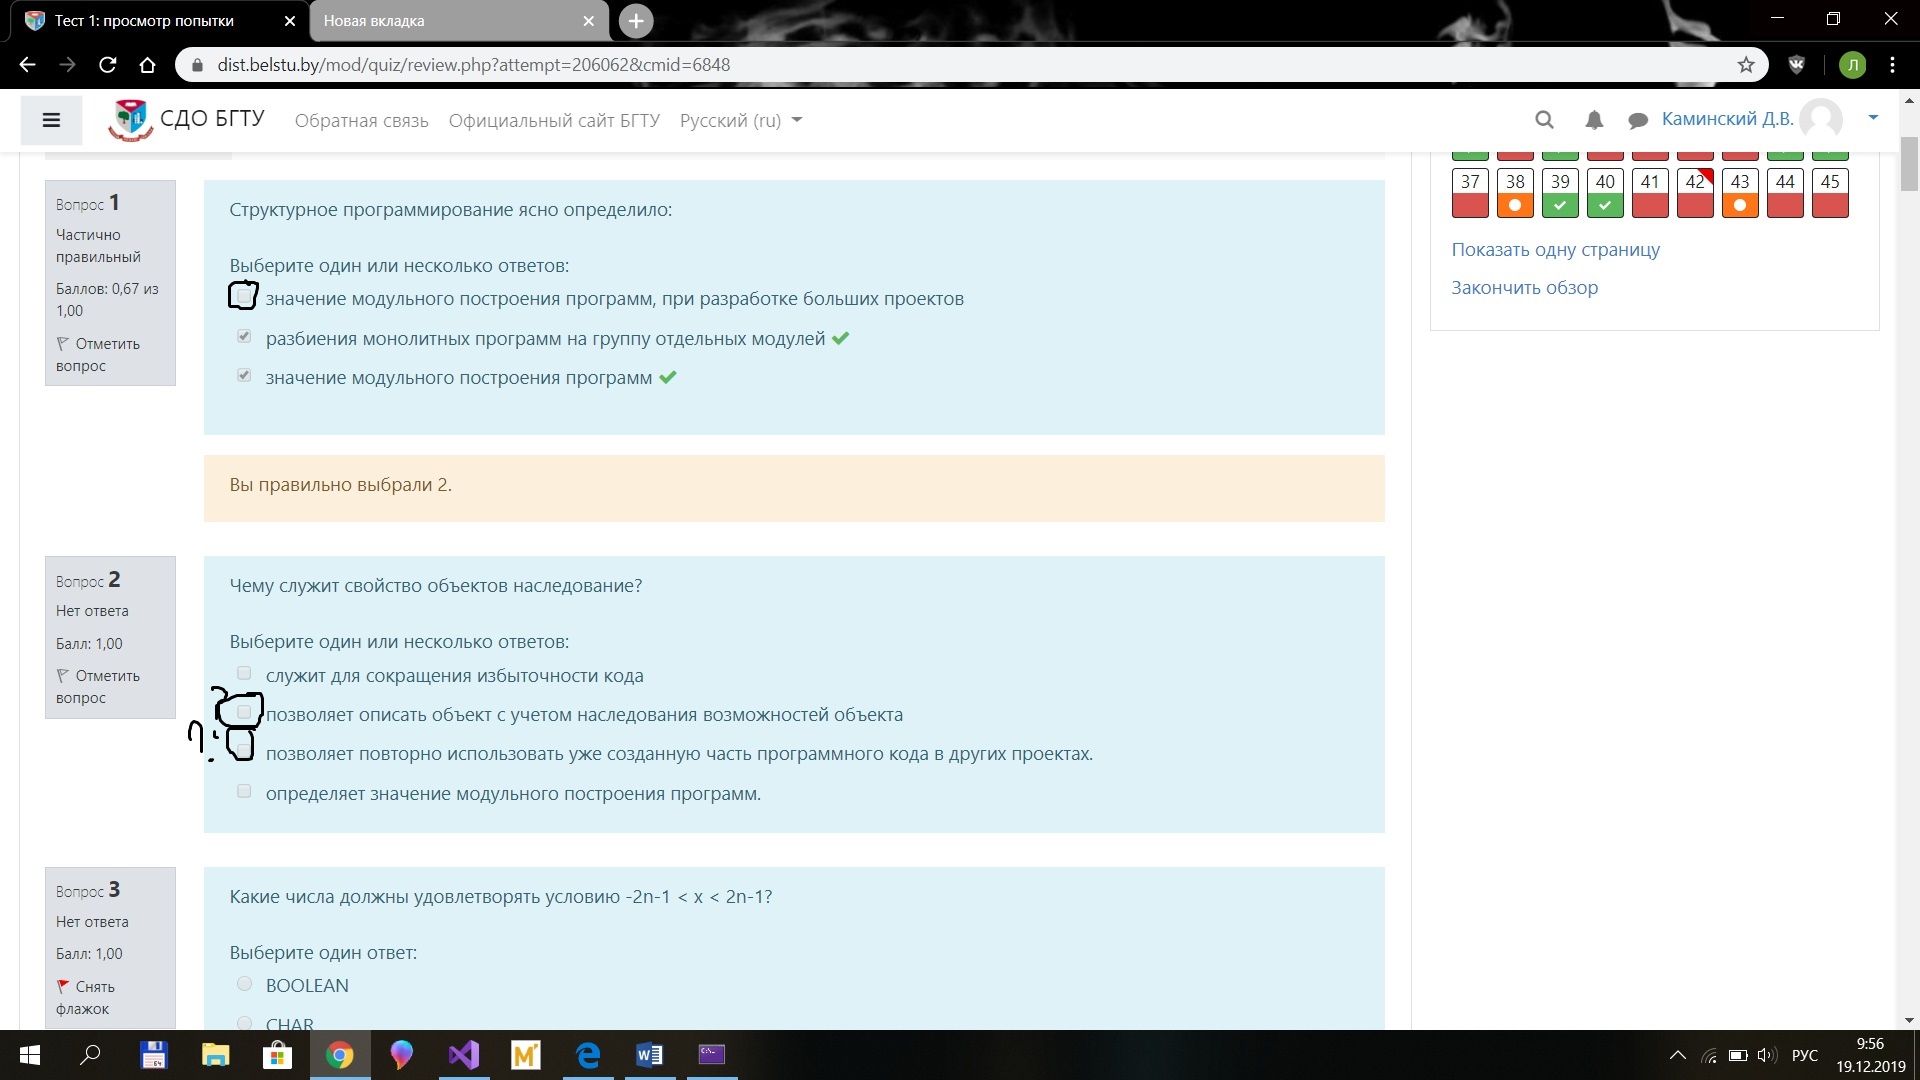 Тест 1: просмотр попытки
Новая вкладка
dist.belstu.by/mod/quiz/review.php?attempt=206062&cmid=6848
Л
СДО БГТУ
Обратная связь
Официальный сайт БГТУ
Русский (ru)
Каминский Д.В.
37 38 39 40 41 42 43 44 45
Показать одну страницу
Закончить обзор
Вопрос 1
Частично
правильный
Баллов: 0,67 из
1,00
Отметить
вопрос
Структурное программирование ясно определило:
Выберите один или несколько ответов:
значение модульного построения программ, при разработке больших проектов
разбиения монолитных программ на группу отдельных модулей
значение модульного построения программ
Вы правильно выбрали 2.
Вопрос 2
Нет ответа
Балл: 1,00
Отметить
вопрос
Чему служит свойство объектов наследование?
Выберите один или несколько ответов:
служит для сокращения избыточности кода
позволяет описать объект с учетом наследования возможностей объекта
позволяет повторно использовать уже созданную часть программного кода в других проектах.
определяет значение модульного построения программ.
Вопрос 3
Нет ответа
Балл: 1,00
Снять
флажок
Какие числа должны удовлетворять условию -2n-1 < x < 2n-1?
Выберите один ответ:
BOOLEAN
CHAR
РУС
9:56
19.12.2019